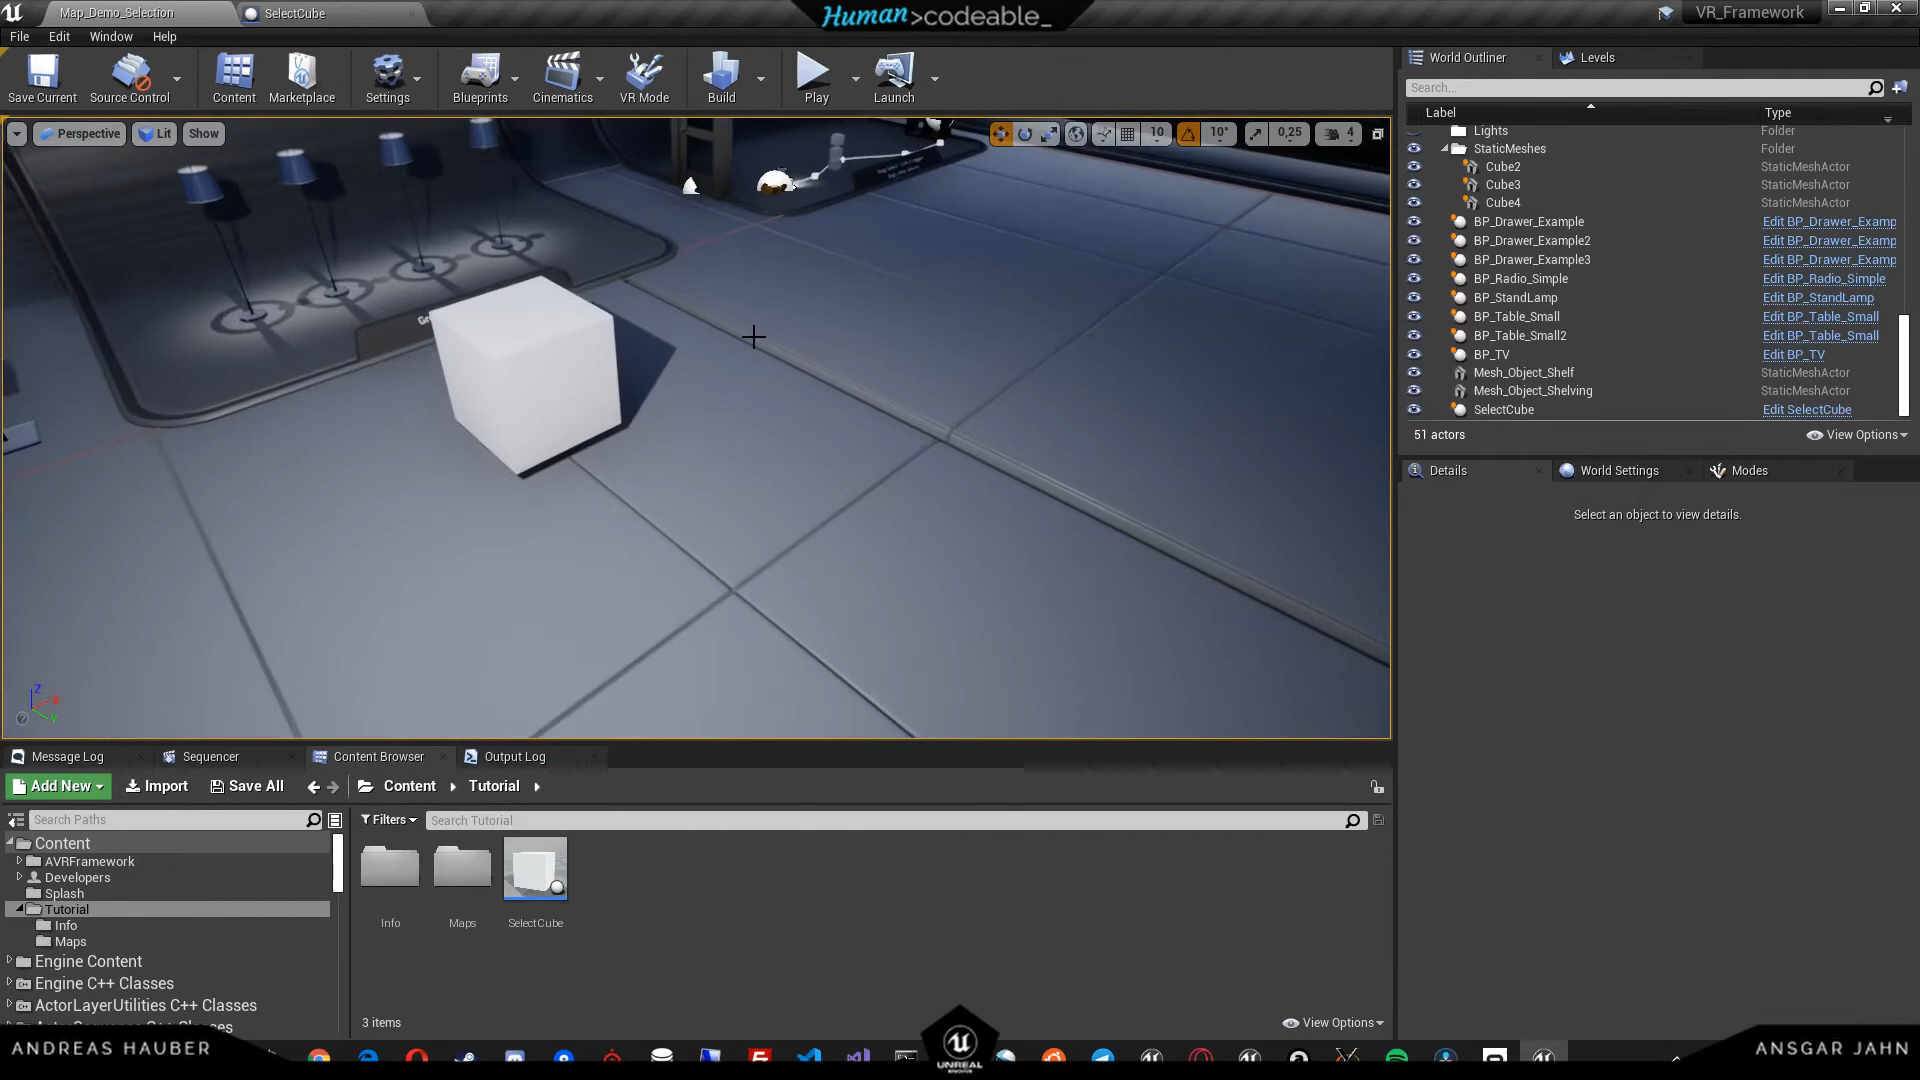 Map_Demo_Selection
SelectCube
Human>codeable_
VR_Framework
File
Edit
Window
Help
Save Current
Source Control
Content
Marketplace
Settings
Blueprints
Cinematics
VR Mode
Build
Play
Launch
Perspective
Lit
Show
10
10°
0,25
4
World Outliner
Levels
Search...
Label
Type
Lights
Folder
StaticMeshes
Folder
Cube2
StaticMeshActor
Cube3
StaticMeshActor
Cube4
StaticMeshActor
BP_Drawer_Example
Edit BP_Drawer_Examp
BP_Drawer_Example2
Edit BP_Drawer_Examp
BP_Drawer_Example3
Edit BP_Drawer_Examp
BP_Radio_Simple
Edit BP_Radio_Simple
BP_StandLamp
Edit BP_StandLamp
BP_Table_Small
Edit BP_Table_Small
BP_Table_Small2
Edit BP_Table_Small
BP_TV
Edit BP_TV
Mesh_Object_Shelf
StaticMeshActor
Mesh_Object_Shelving
StaticMeshActor
SelectCube
Edit SelectCube
51 actors
View Options
Details
World Settings
Modes
Select an object to view details.
Z
X
Y
Message Log
Sequencer
Content Browser
Output Log
Add New
Import
Save All
Content
Tutorial
Search Paths
Filters
Search Tutorial
Content
AVRFramework
Developers
Splash
Tutorial
Info
Maps
Engine Content
Engine C++ Classes
ActorLayerUtilities C++ Classes
ActorSequence C++ Classes
Info
Maps
SelectCube
3 items
View Options
ANDREAS HAUBER
UNREAL
ENGINE
ANSGAR JAHN